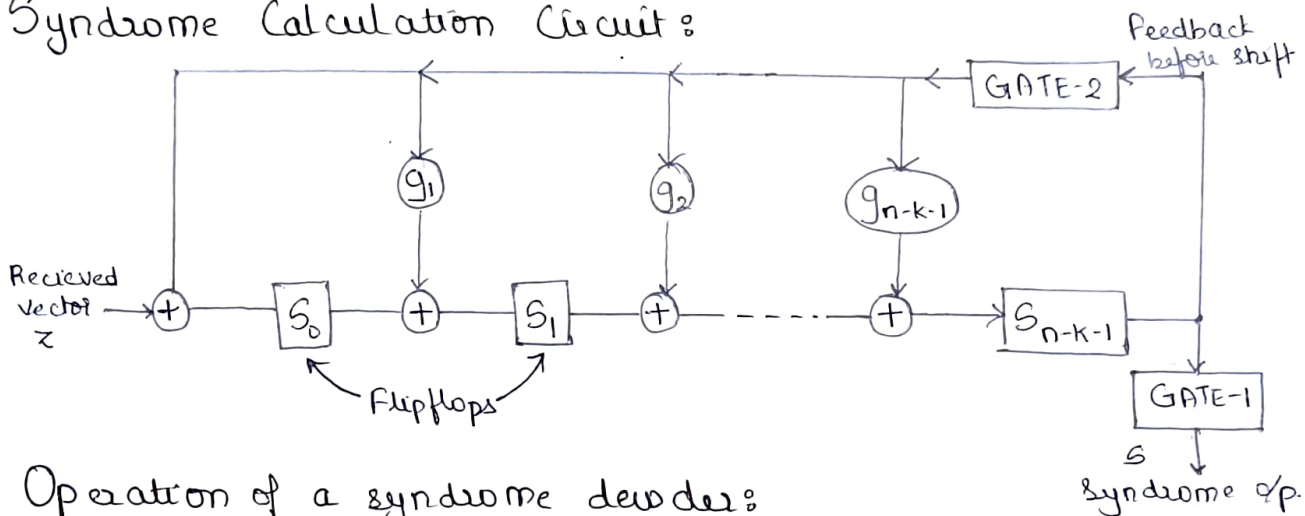 Syndrome Calculation Circuit:
Feedback
before shift
GATE-2
g1
g2
gn-k-1
Recieved
vector
z
+
S0
+
S1
+
+
Sn-k-1
Flipflops
GATE-1
S
Syndrome o/p.
Operation of a syndrome decoder: